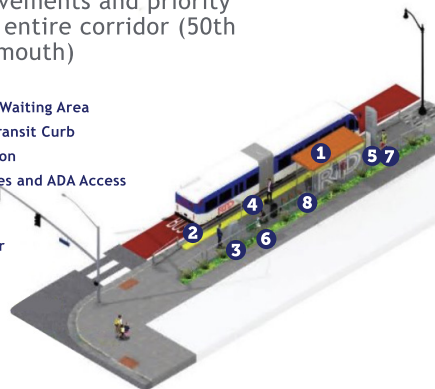 vements and priority
entire corridor (50th
mouth)
Waiting Area
ransit Curb
on
es and ADA Access
r
1
5 7
4
8
2
3
6
RTD